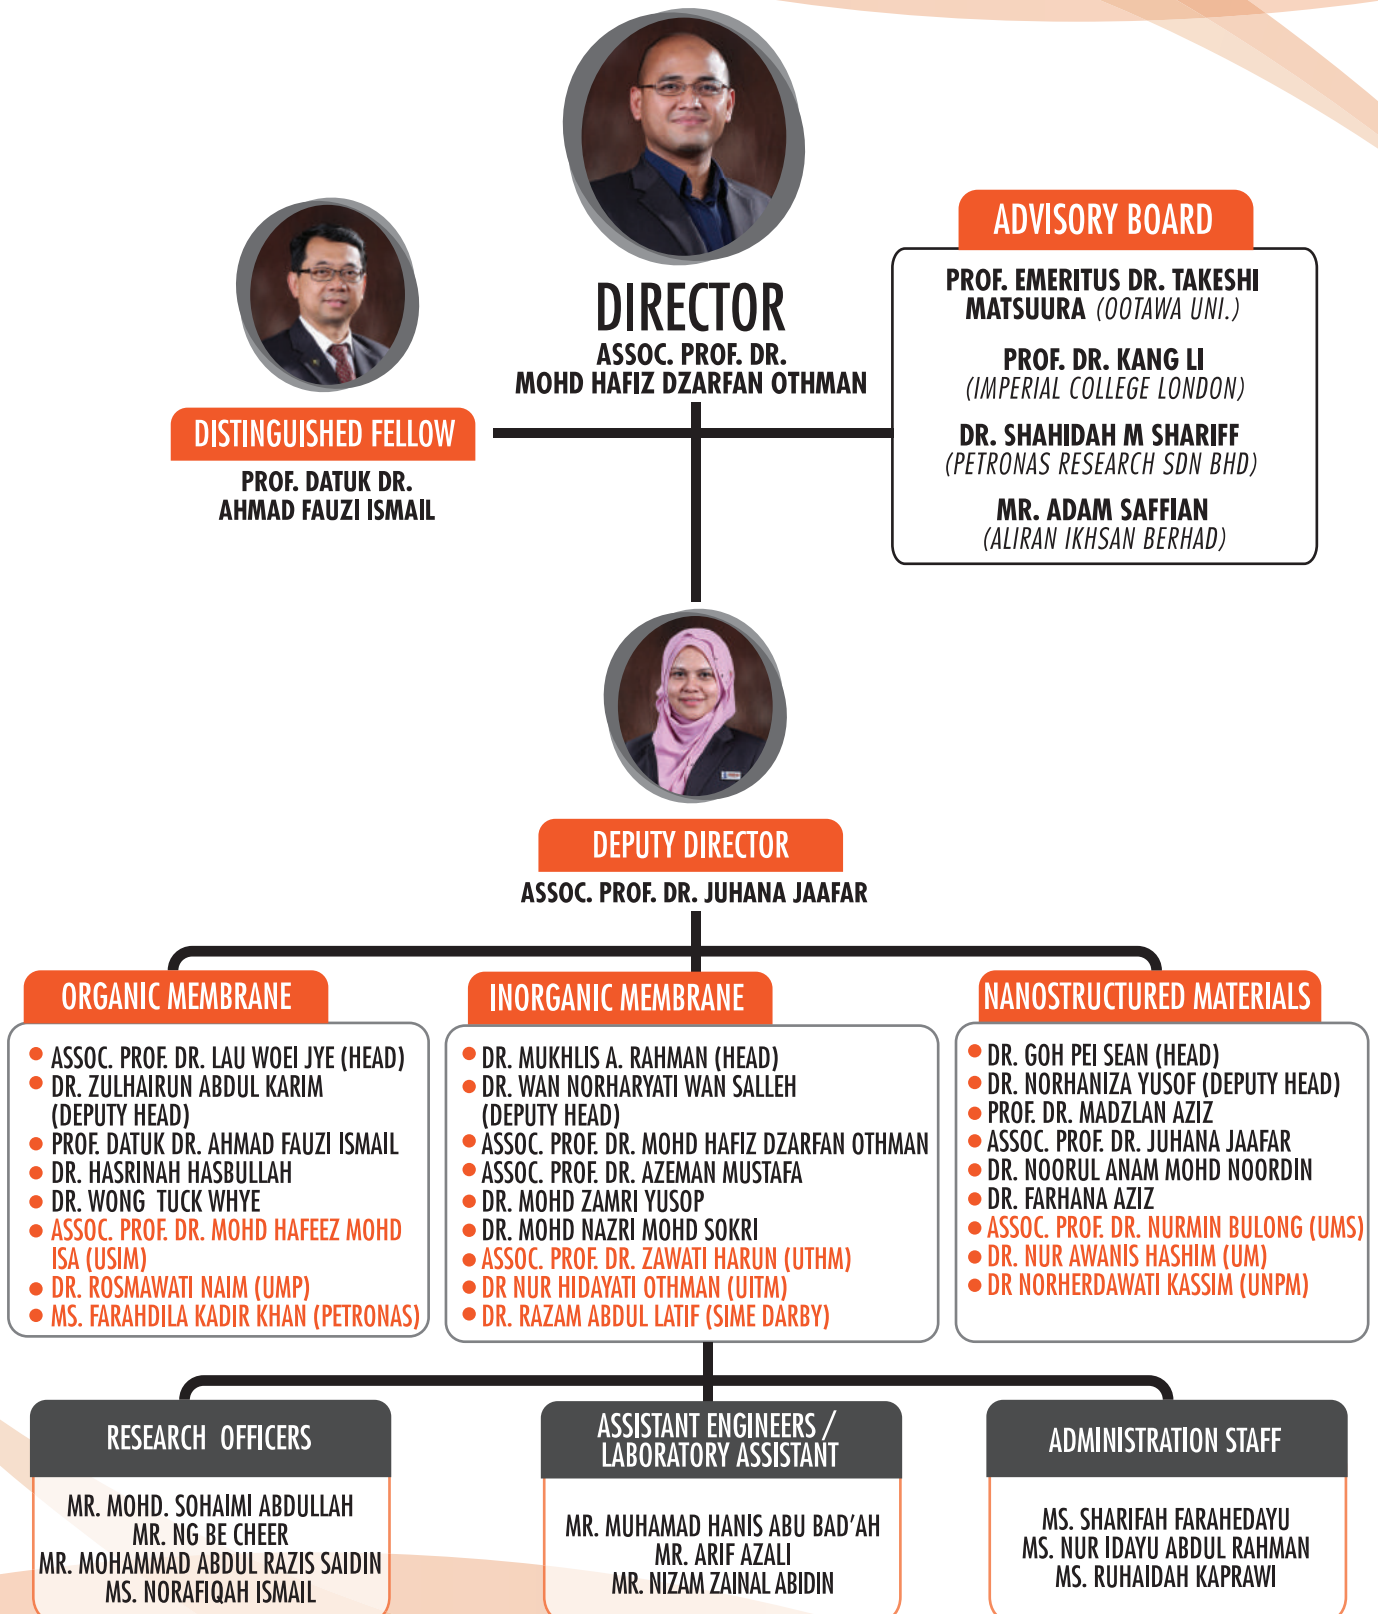 DIRECTOR
ASSOC. PROF. DR.
MOHD HAFIZ DZARFAN OTHMAN
DISTINGUISHED FELLOW
PROF. DATUK DR.
AHMAD FAUZI ISMAIL
ADVISORY BOARD
PROF. EMERITUS DR. TAKESHI
MATSUURA (OOTAWA UNI.)
PROF. DR. KANG LI
(IMPERIAL COLLEGE LONDON)
DR. SHAHIDAH M SHARIFF
(PETRONAS RESEARCH SDN BHD)
MR. ADAM SAFFIAN
(ALIRAN IKHSAN BERHAD)
DEPUTY DIRECTOR
ASSOC. PROF. DR. JUHANA JAAFAR
ORGANIC MEMBRANE
ASSOC. PROF. DR. LAU WOEI JYE (HEAD)
DR. ZULHAIRUN ABDUL KARIM
(DEPUTY HEAD)
PROF. DATUK DR. AHMAD FAUZI ISMAIL
DR. HASRINAH HASBULLAH
DR. WONG TUCK WHYE
ASSOC. PROF. DR. MOHD HAFEEZ MOHD
ISA (USIM)
DR. ROSMAWATI NAIM (UMP)
MS. FARAHDILA KADIR KHAN (PETRONAS)
INORGANIC MEMBRANE
DR. MUKHLIS A. RAHMAN (HEAD)
DR. WAN NORHARYATI WAN SALLEH
(DEPUTY HEAD)
ASSOC. PROF. DR. MOHD HAFIZ DZARFAN OTHMAN
ASSOC. PROF. DR. AZEMAN MUSTAFA
DR. MOHD ZAMRI YUSOP
DR. MOHD NAZRI MOHD SOKRI
ASSOC. PROF. DR. ZAWATI HARUN (UTHM)
DR NUR HIDAYATI OTHMAN (UITM)
DR. RAZAM ABDUL LATIF (SIME DARBY)
NANOSTRUCTURED MATERIALS
DR. GOH PEI SEAN (HEAD)
DR. NORHANIZA YUSOF (DEPUTY HEAD)
PROF. DR. MADZLAN AZIZ
ASSOC. PROF. DR. JUHANA JAAFAR
DR. NOORUL ANAM MOHD NOORDIN
DR. FARHANA AZIZ
ASSOC. PROF. DR. NURMIN BULONG (UMS)
DR. NUR AWANIS HASHIM (UM)
DR NORHERDAWATI KASSIM (UNPM)
RESEARCH OFFICERS
MR. MOHD. SOHAIMI ABDULLAH
MR. NG BE CHEER
MR. MOHAMMAD ABDUL RAZIS SAIDIN
MS. NORAFIQAH ISMAIL
ASSISTANT ENGINEERS /
LABORATORY ASSISTANT
MR. MUHAMAD HANIS ABU BAD'AH
MR. ARIF AZALI
MR. NIZAM ZAINAL ABIDIN
ADMINISTRATION STAFF
MS. SHARIFAH FARAHEDAYU
MS. NUR IDAYU ABDUL RAHMAN
MS. RUHAIDAH KAPRAWI